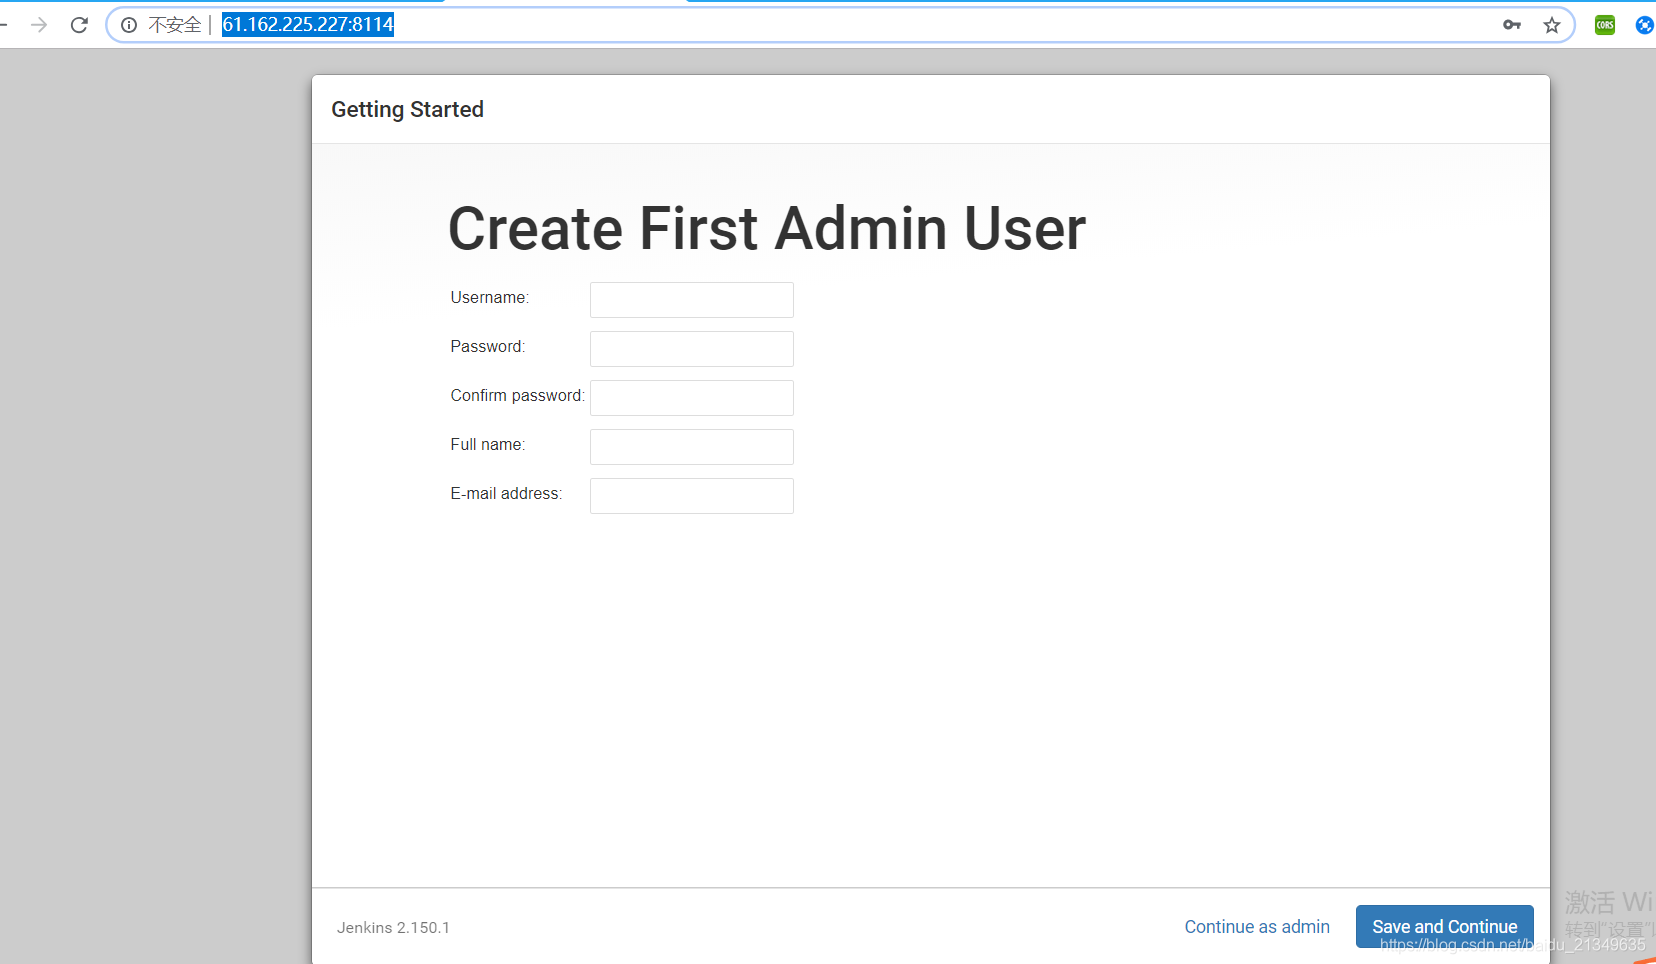 不安全 | 61.162.225.227:8114
CORS
Getting Started
Create First Admin User
Username:
Password:
Confirm password:
Full name:
E-mail address:
Jenkins 2.150.1
Continue as admin
Save and Continue
激活 Wi
转到"设置"
https://blog.csdn.net/baidu_21349635